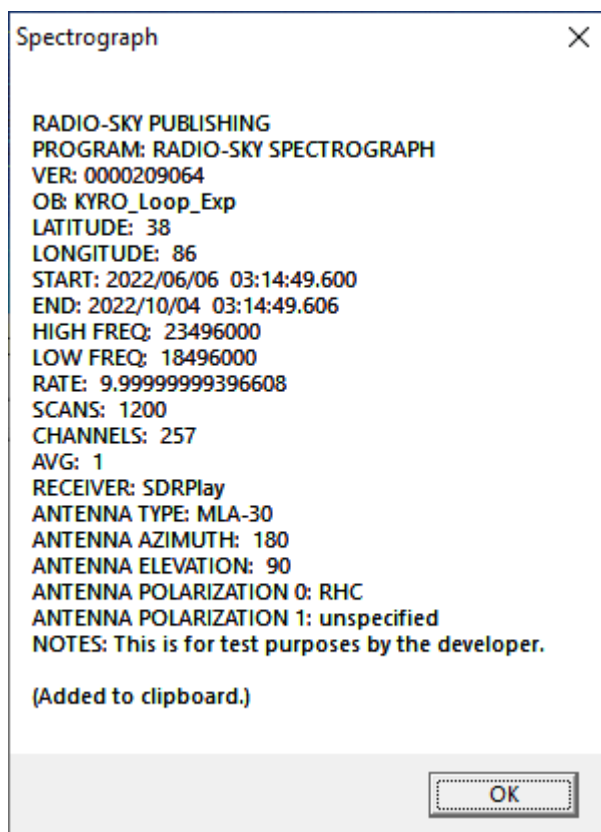 Spectrograph
RADIO-SKY PUBLISHING
PROGRAM: RADIO-SKY SPECTROGRAPH
VER: 0000209064
OB: KYRO_Loop_Exp
LATITUDE:  38
LONGITUDE:  86
START: 2022/06/06  03:14:49.600
END: 2022/10/04  03:14:49.606
HIGH FREQ:  23496000
LOW FREQ:  18496000
RATE:  9.99999999396608
SCANS:  1200
CHANNELS:  257
AVG:  1
RECEIVER: SDRPlay
ANTENNA TYPE: MLA-30
ANTENNA AZIMUTH:  180
ANTENNA ELEVATION:  90
ANTENNA POLARIZATION 0: RHC
ANTENNA POLARIZATION 1: unspecified
NOTES: This is for test purposes by the developer.
(Added to clipboard.)
OK